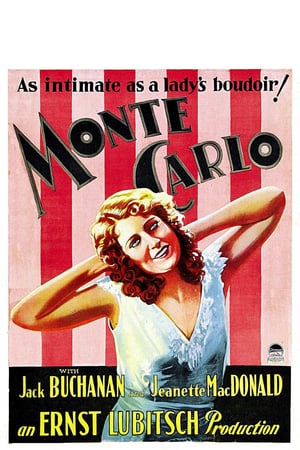 As intimate as a lady's boudoir!
MONTE
CARLO
WITH
Jack BUCHANAN and Jeanette MacDONALD
an ERNST LUBITSCH Production